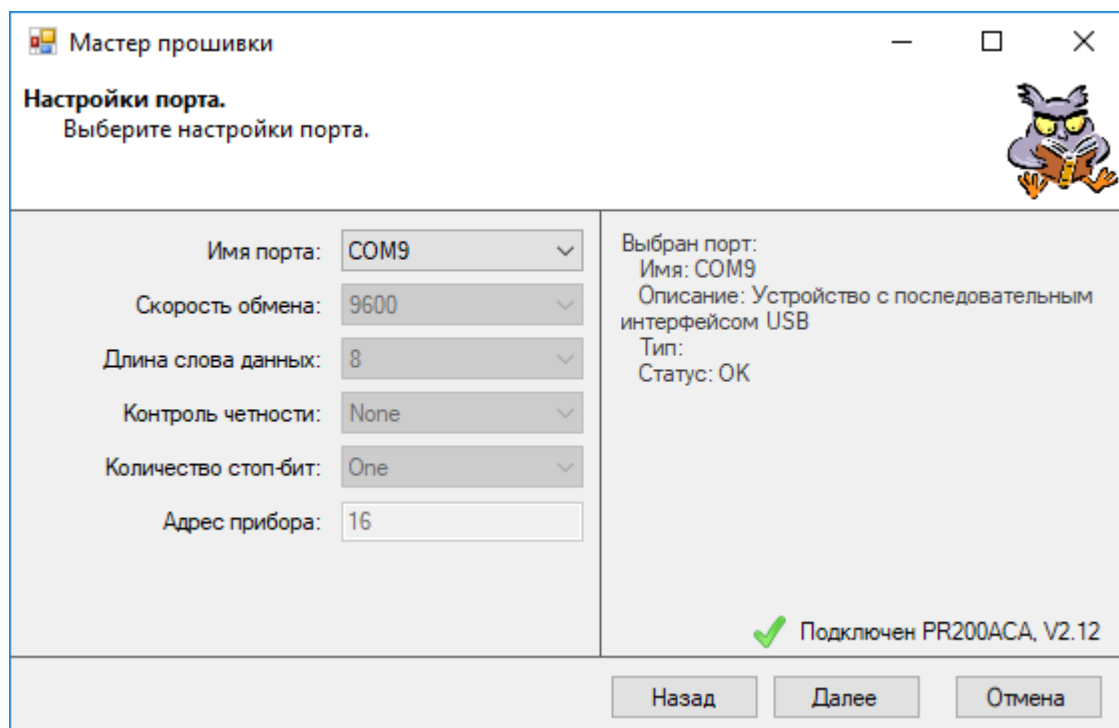 Мастер прошивки
Настройки порта.
Выберите настройки порта.
Имя порта: COM9
Скорость обмена: 9600
Длина слова данных: 8
Контроль четности: None
Количество стоп-бит: One
Адрес прибора: 16
Выбран порт:
Имя: COM9
Описание: Устройство с последовательным
интерфейсом USB
Тип:
Статус: OK
Подключен PR200ACA, V2.12
Назад Далее Отмена